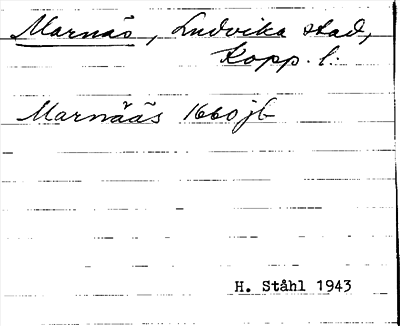 Marnäs, Ludvika stad,
Kopp. l:
Marnääs 1660 jb
H. Ståhl 1943